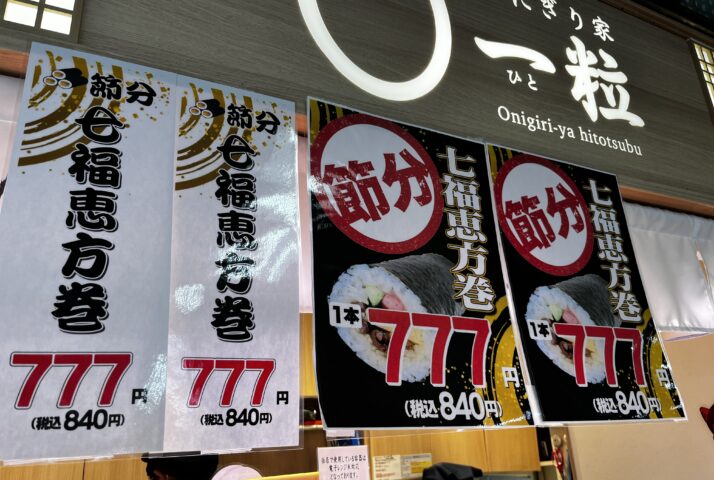 にぎり家
一粒
ひと
Onigiri-ya hitotsubu
節分
七福恵方巻
777円
(税込840円)
節分
七福恵方巻
777円
(税込840円)
節分
七福恵方巻
1本
777円
(税込840円)
節分
七福恵方巻
1本
777円
(税込840円)